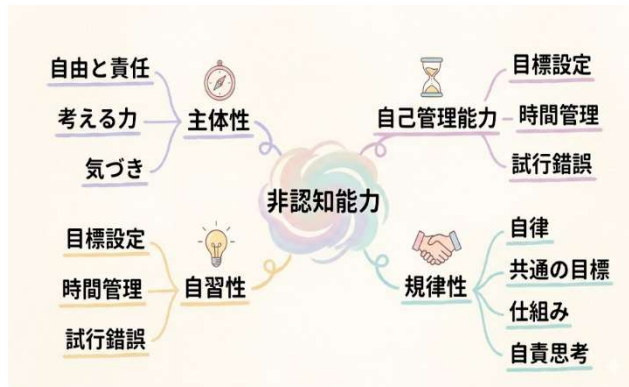 自由と責任
考える力
気づき
主体性
自己管理能力
目標設定
時間管理
試行錯誤
非認知能力
目標設定
時間管理
試行錯誤
自習性
規律性
自律
共通の目標
仕組み
自責思考